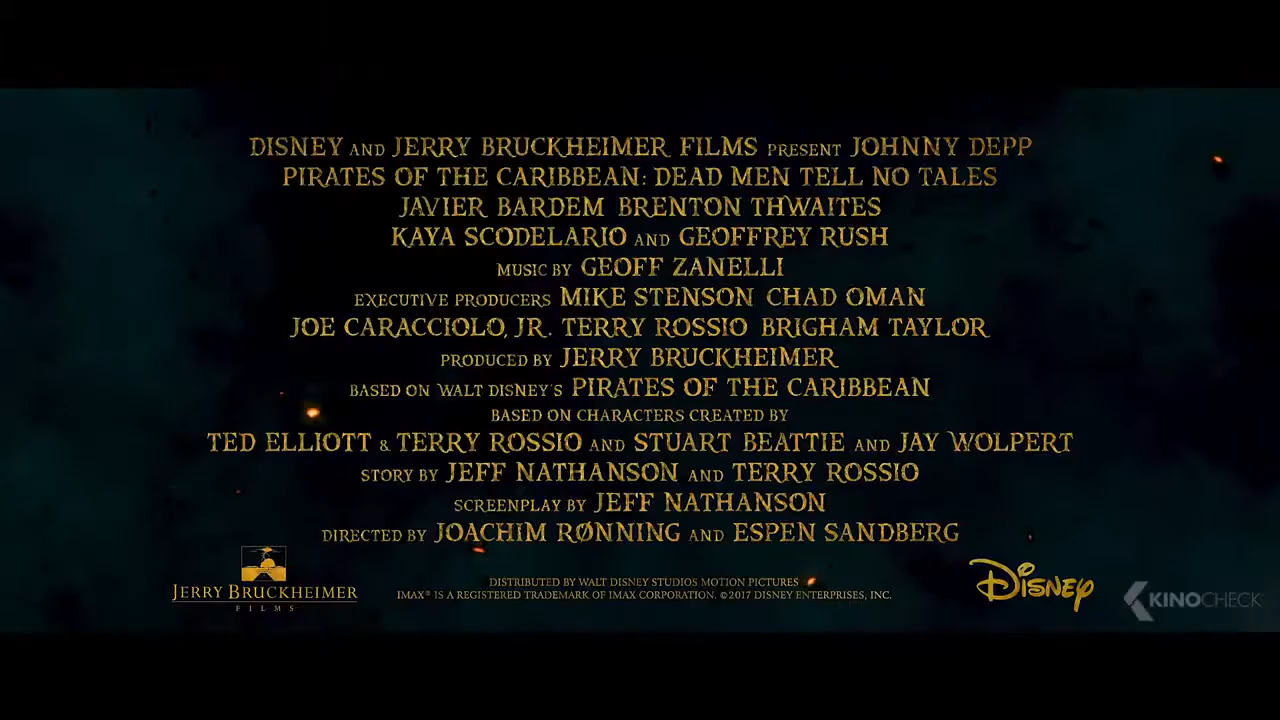 DISNEY AND JERRY BRUCKHEIMER FILMS PRESENT JOHNNY DEPP
PIRATES OF THE CARIBBEAN: DEAD MEN TELL NO TALES
JAVIER BARDEM BRENTON THWAITES
KAYA SCODELARIO AND GEOFFREY RUSH
MUSIC BY GEOFF ZANELLI
EXECUTIVE PRODUCERS MIKE STENSON CHAD OMAN
JOE CARACCIOLO, JR. TERRY ROSSIO BRIGHAM TAYLOR
PRODUCED BY JERRY BRUCKHEIMER
BASED ON WALT DISNEY'S PIRATES OF THE CARIBBEAN
BASED ON CHARACTERS CREATED BY
TED ELLIOTT & TERRY ROSSIO AND STUART BEATTIE AND JAY WOLPERT
STORY BY JEFF NATHANSON AND TERRY ROSSIO
SCREENPLAY BY JEFF NATHANSON
DIRECTED BY JOACHIM RØNNING AND ESPEN SANDBERG
JERRY BRUCKHEIMER
FILMS
DISTRIBUTED BY WALT DISNEY STUDIOS MOTION PICTURES
IMAX® IS A REGISTERED TRADEMARK OF IMAX CORPORATION. ©2017 DISNEY ENTERPRISES, INC.
DISNEY
KINOCHECK